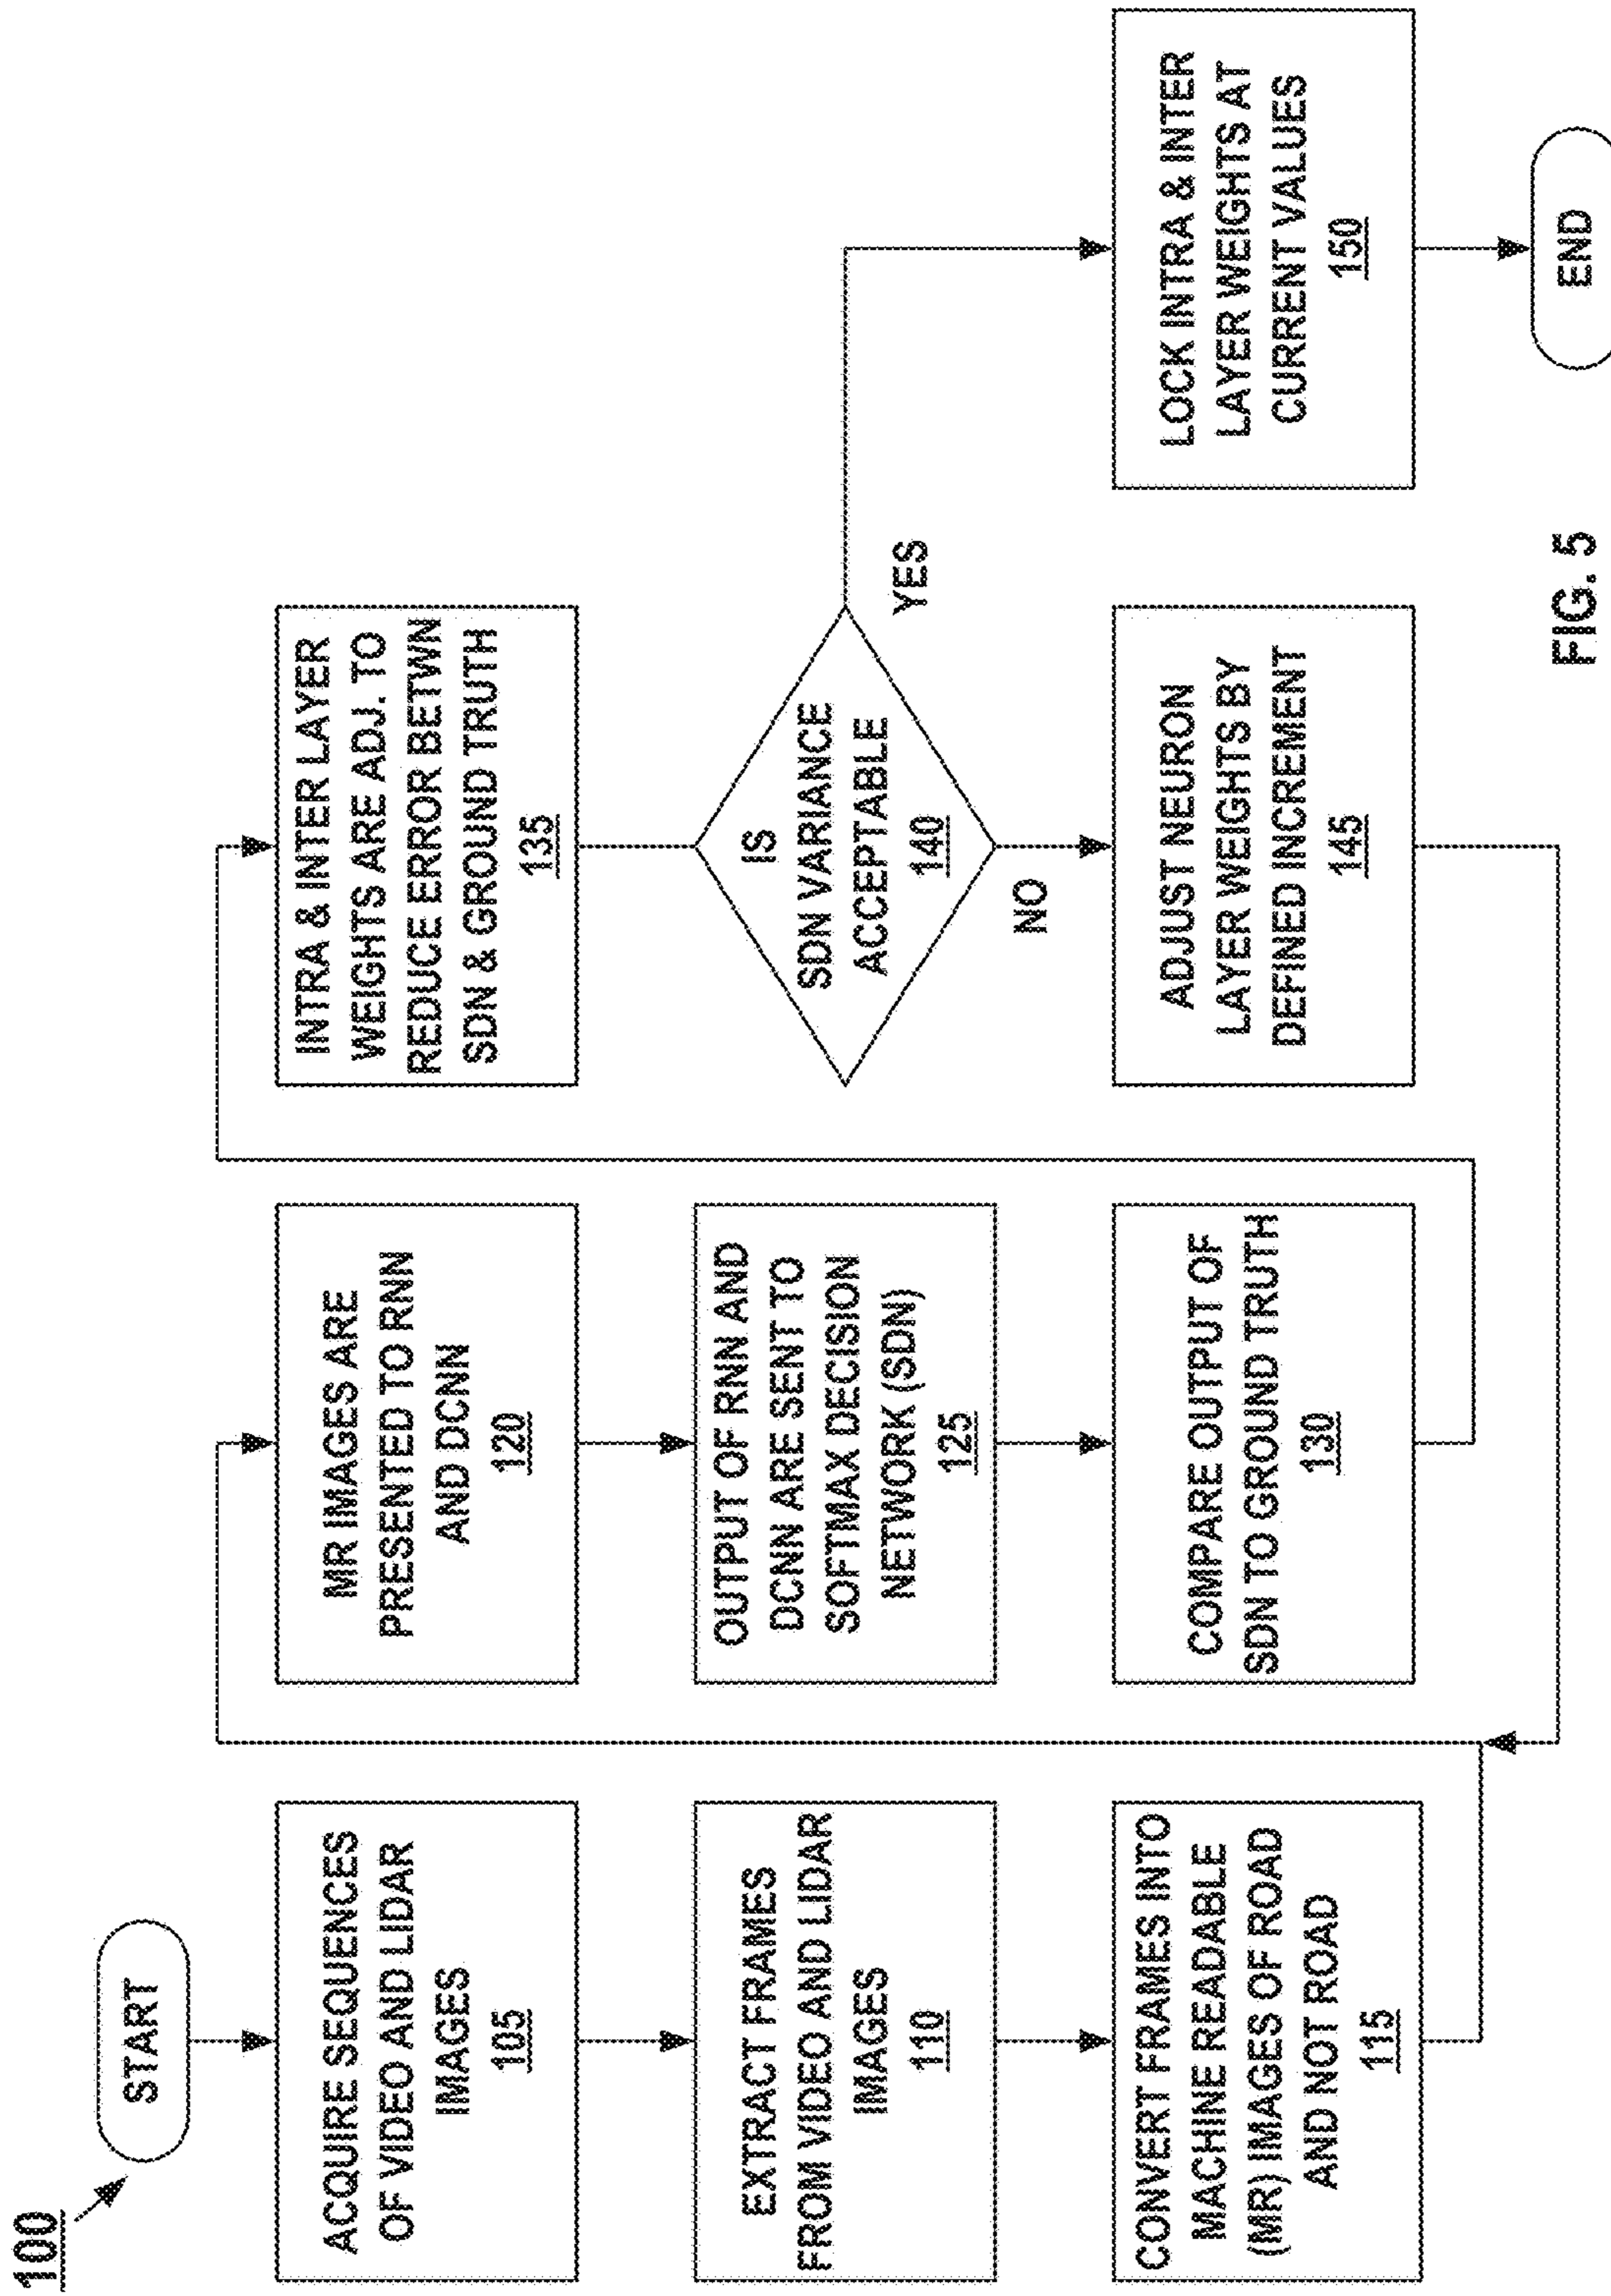 100
START
ACQUIRE SEQUENCES
OF VIDEO AND LIDAR
IMAGES
105
EXTRACT FRAMES
FROM VIDEO AND LIDAR
IMAGES
110
CONVERT FRAMES INTO
MACHINE READABLE
(MR) IMAGES OF ROAD
AND NOT ROAD
115
MR IMAGES ARE
PRESENTED TO RNN
AND DCNN
120
OUTPUT OF RNN AND
DCNN ARE SENT TO
SOFTMAX DECISION
NETWORK (SDN)
125
COMPARE OUTPUT OF
SDN TO GROUND TRUTH
130
INTRA & INTER LAYER
WEIGHTS ARE ADJ. TO
REDUCE ERROR BETWN
SDN & GROUND TRUTH
135
IS
SDN VARIANCE
ACCEPTABLE
140
YES
NO
ADJUST NEURON
LAYER WEIGHTS BY
DEFINED INCREMENT
145
LOCK INTRA & INTER
LAYER WEIGHTS AT
CURRENT VALUES
150
END
FIG. 5